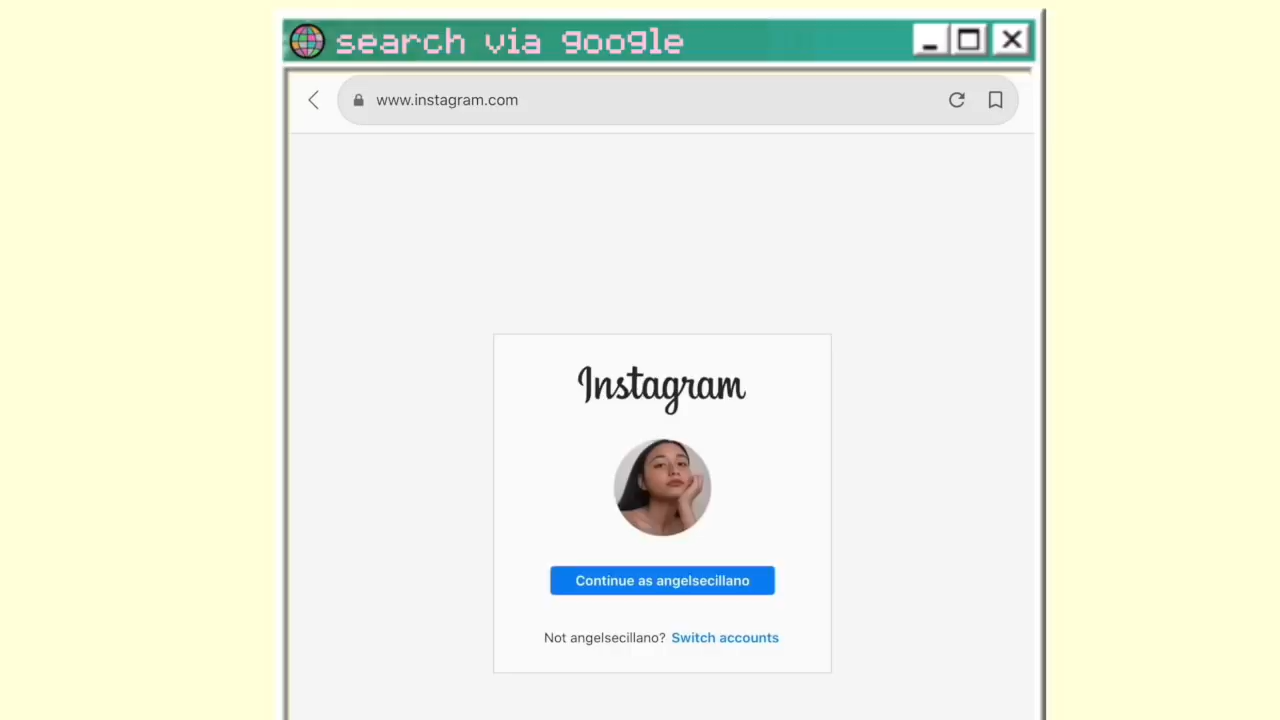 search via google
www.instagram.com
Instagram
Continue as angelsecillano
Not angelsecillano? Switch accounts